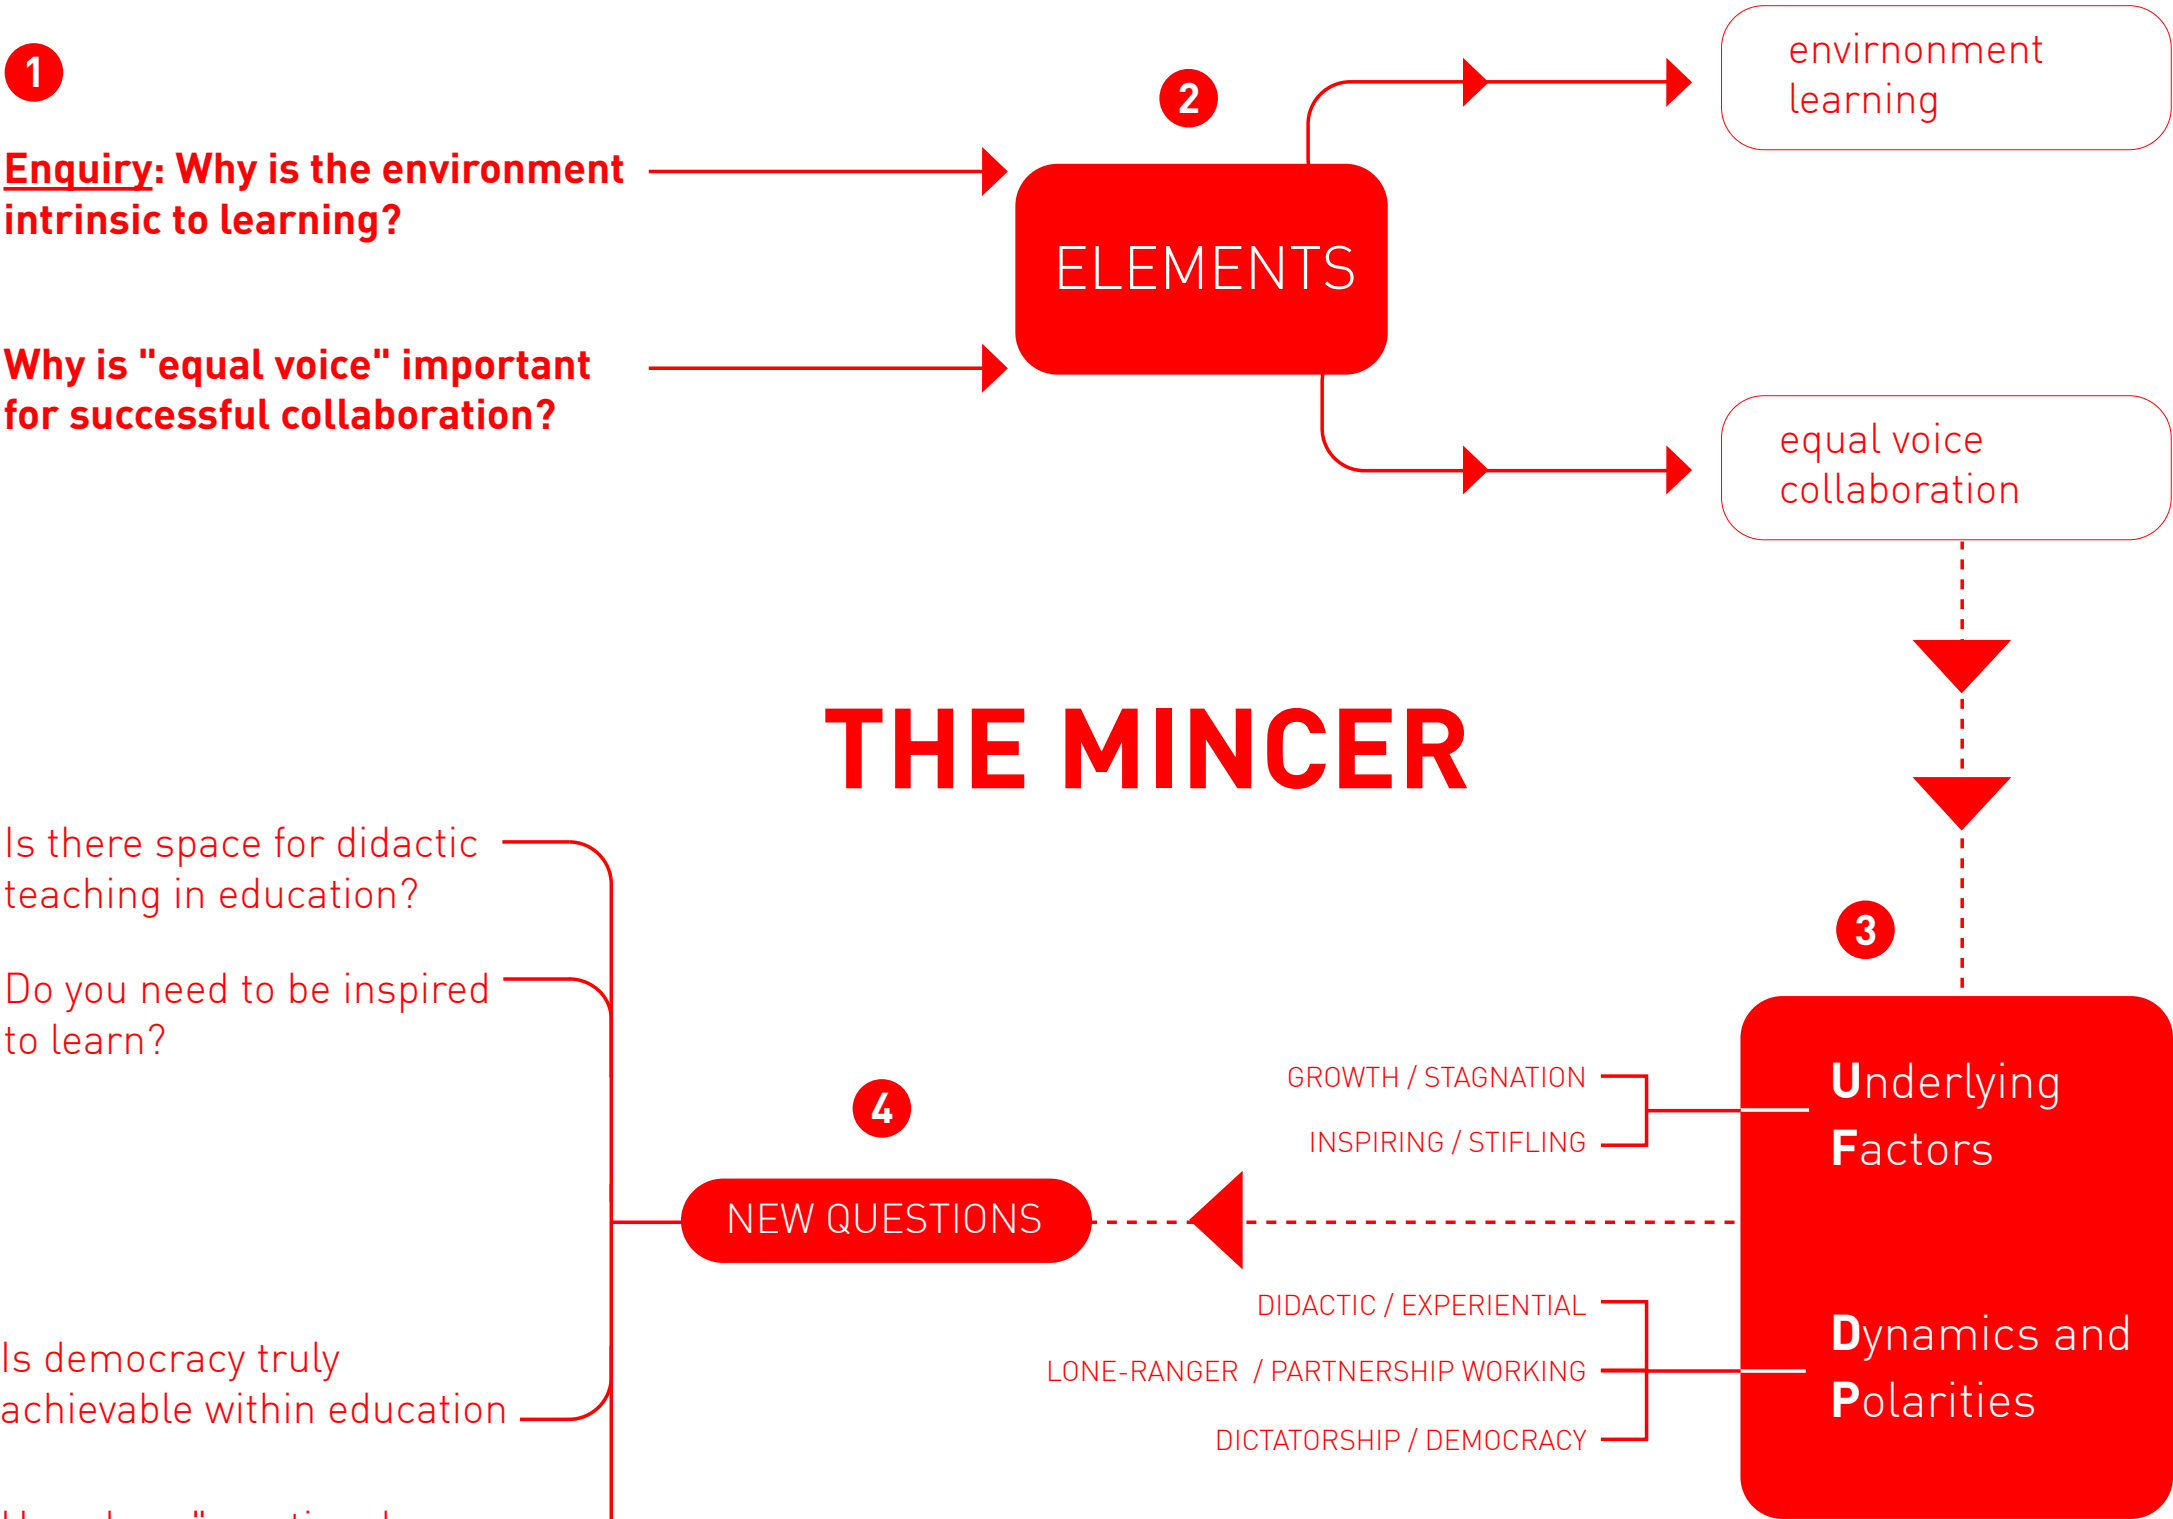 1
Enquiry: Why is the environment
intrinsic to learning?
Why is "equal voice" important
for successful collaboration?
2
ELEMENTS
envirnonment
learning
equal voice
collaboration
THE MINCER
3
Underlying
Factors
GROWTH / STAGNATION
INSPIRING / STIFLING
Dynamics and
Polarities
DIDACTIC / EXPERIENTIAL
LONE-RANGER / PARTNERSHIP WORKING
DICTATORSHIP / DEMOCRACY
4
NEW QUESTIONS
Is there space for didactic
teaching in education?
Do you need to be inspired
to learn?
Is democracy truly
achievable within education